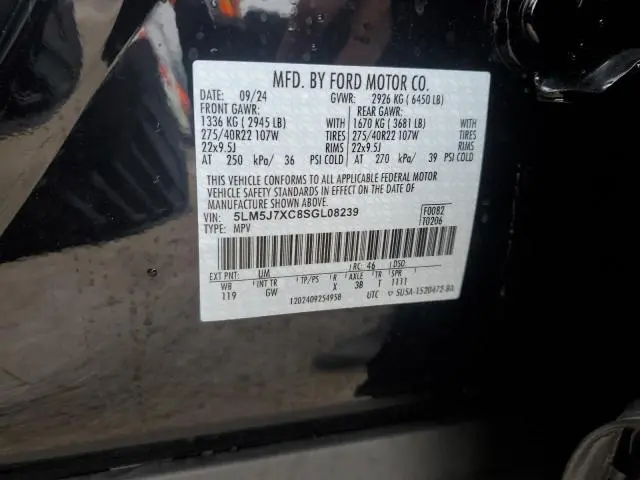 MFD. BY FORD MOTOR CO.
DATE: 09/24 GVWR: 2926 KG ( 6450 LB)
FRONT GAWR: REAR GAWR:
1336 KG ( 2945 LB) WITH 1670 KG ( 3681 LB) WITH
275/40R22 107W TIRES 275/40R22 107W TIRES
22x9.5J RIMS 22x9.5J RIMS
AT 250 kPa/ 36 PSI COLD AT 270 kPa/ 39 PSI COLD
THIS VEHICLE CONFORMS TO ALL APPLICABLE FEDERAL MOTOR
VEHICLE SAFETY STANDARDS IN EFFECT ON THE DATE OF
MANUFACTURE SHOWN ABOVE.
VIN: 5LM5J7XC8SGL08239 F0082
TYPE: MPV T0206
EXT PNT: UM RC: 46 DSO:
WB INT TR TP/PS R AXLE TR SPR
119 GW X 3B T 1111
1202409254958 UTC 5U5A-1520472-BA